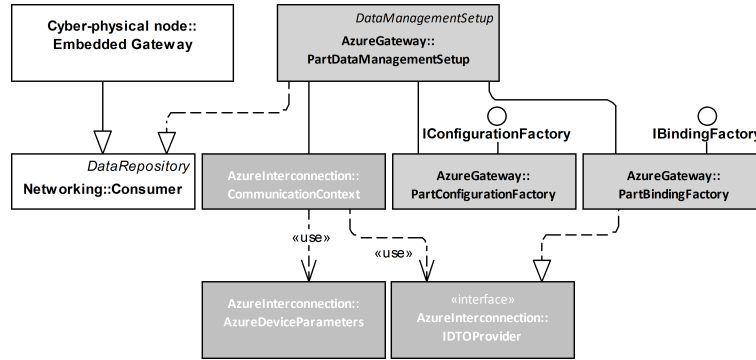 Cyber-physical node::
Embedded Gateway
DataManagementSetup
AzureGateway::
PartDataManagementSetup
IConfigurationFactory
IBindingFactory
DataRepository
Networking::Consumer
AzureInterconnection::
CommunicationContext
AzureGateway::
PartConfigurationFactory
AzureGateway::
PartBindingFactory
«use»
«use»
AzureInterconnection::
AzureDeviceParameters
«interface»
AzureInterconnection::
IDTOProvider